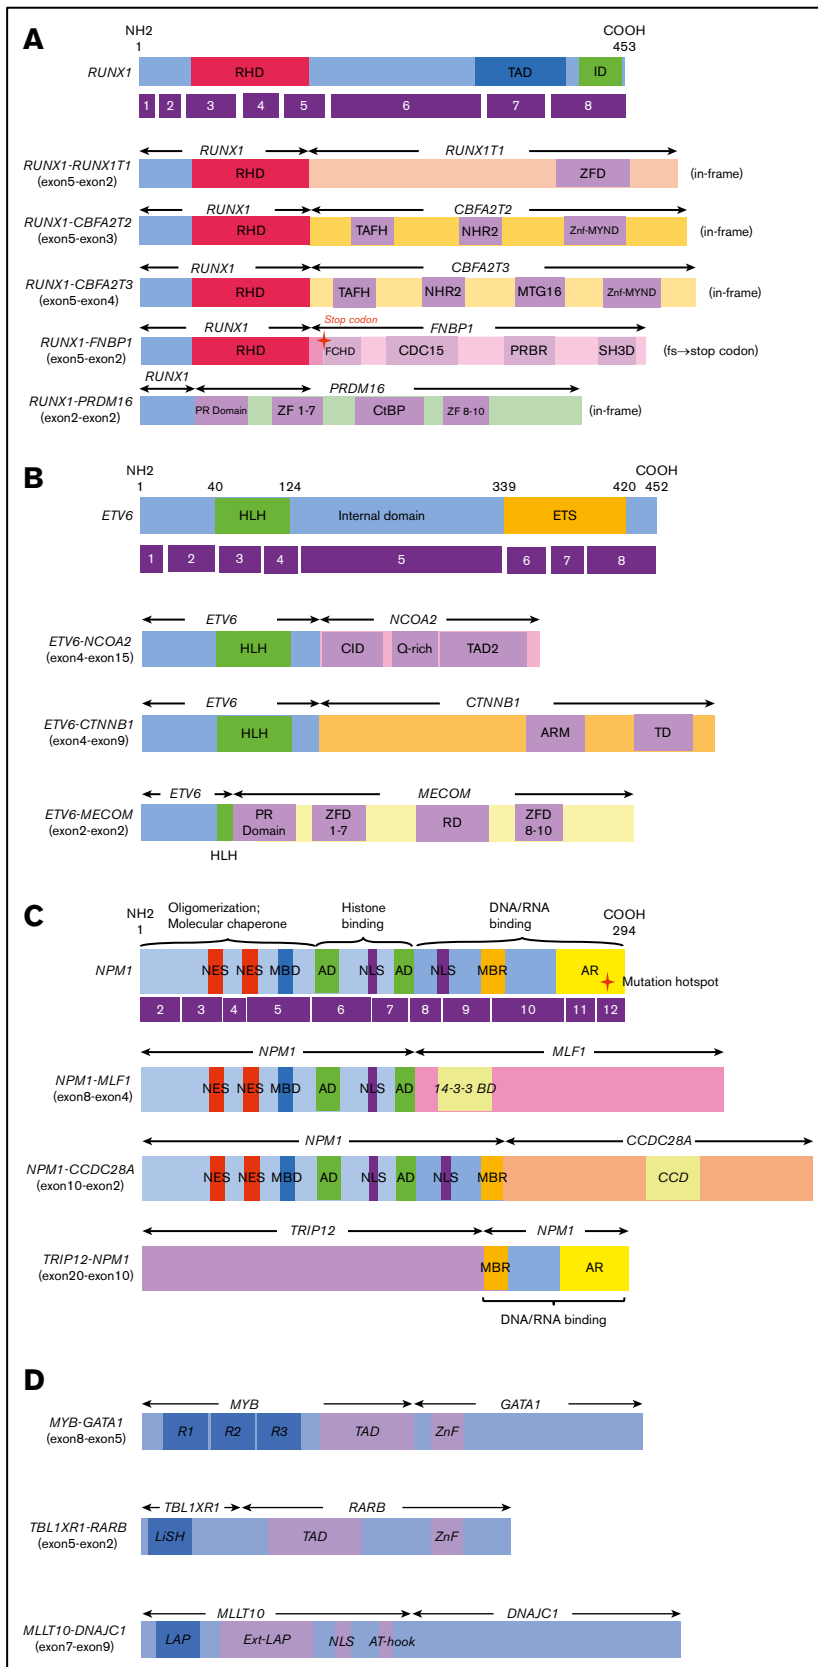 A
NH2
COOH
1
453
RUNX1
RHD
TAD
ID
1 2 3 4 5 6 7 8
RUNX1
RUNX1T1
RUNX1-RUNX1T1
(exon5-exon2)
RHD
ZFD
(in-frame)
RUNX1
CBFA2T2
RUNX1-CBFA2T2
(exon5-exon3)
RHD
TAFH
NHR2
Znf-MYND
(in-frame)
RUNX1
CBFA2T3
RUNX1-CBFA2T3
(exon5-exon4)
RHD
TAFH
NHR2
MTG16
Znf-MYND
(in-frame)
Stop codon
RUNX1
FNBP1
RUNX1-FNBP1
(exon5-exon2)
RHD
FCHD
CDC15
PRBR
SH3D
(fs→stop codon)
RUNX1
PRDM16
RUNX1-PRDM16
(exon2-exon2)
PR Domain
ZF 1-7
CtBP
ZF 8-10
(in-frame)
B
NH2
COOH
1 40 124 339 420 452
ETV6
HLH
Internal domain
ETS
1 2 3 4 5 6 7 8
ETV6
NCOA2
ETV6-NCOA2
(exon4-exon15)
HLH
CID
Q-rich
TAD2
ETV6
CTNNB1
ETV6-CTNNB1
(exon4-exon9)
HLH
ARM
TD
ETV6
MECOM
ETV6-MECOM
(exon2-exon2)
PR
Domain
ZFD
1-7
RD
ZFD
8-10
HLH
C
NH2
1
Oligomerization;
Molecular chaperone
Histone
binding
DNA/RNA
binding
COOH
294
NPM1
NES NES MBD AD NLS AD NLS MBR AR
Mutation hotspot
2 3 4 5 6 7 8 9 10 11 12
NPM1
MLF1
NPM1-MLF1
(exon8-exon4)
NES NES MBD AD NLS AD 14-3-3 BD
NPM1
CCDC28A
NPM1-CCDC28A
(exon10-exon2)
NES NES MBD AD NLS AD NLS MBR CCD
TRIP12
NPM1
TRIP12-NPM1
(exon20-exon10)
MBR
AR
DNA/RNA binding
D
MYB
GATA1
MYB-GATA1
(exon8-exon5)
R1 R2 R3 TAD ZnF
TBL1XR1
RARB
TBL1XR1-RARB
(exon5-exon2)
LiSH TAD ZnF
MLLT10
DNAJC1
MLLT10-DNAJC1
(exon7-exon9)
LAP Ext-LAP NLS AT-hook